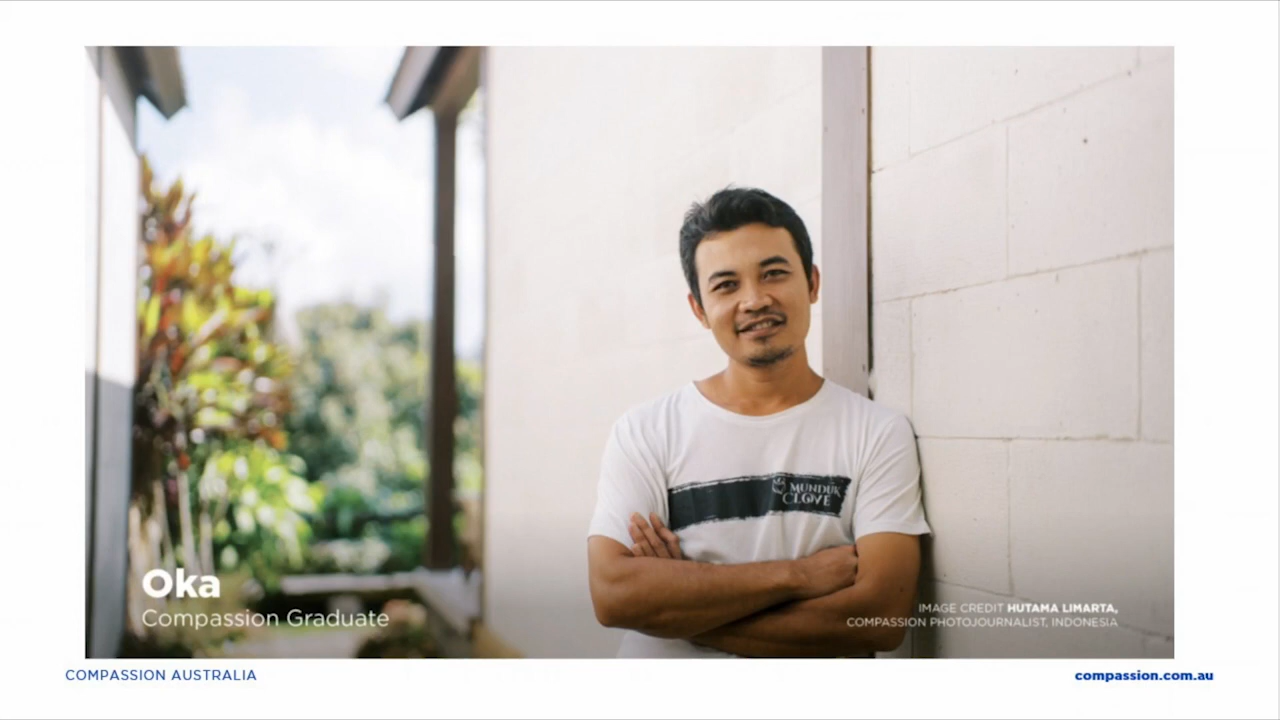 MUNDUK
CLOVE
Oka
Compassion Graduate
IMAGE CREDIT HUTAMA LIMARTA,
COMPASSION PHOTOJOURNALIST, INDONESIA
COMPASSION AUSTRALIA
compassion.com.au